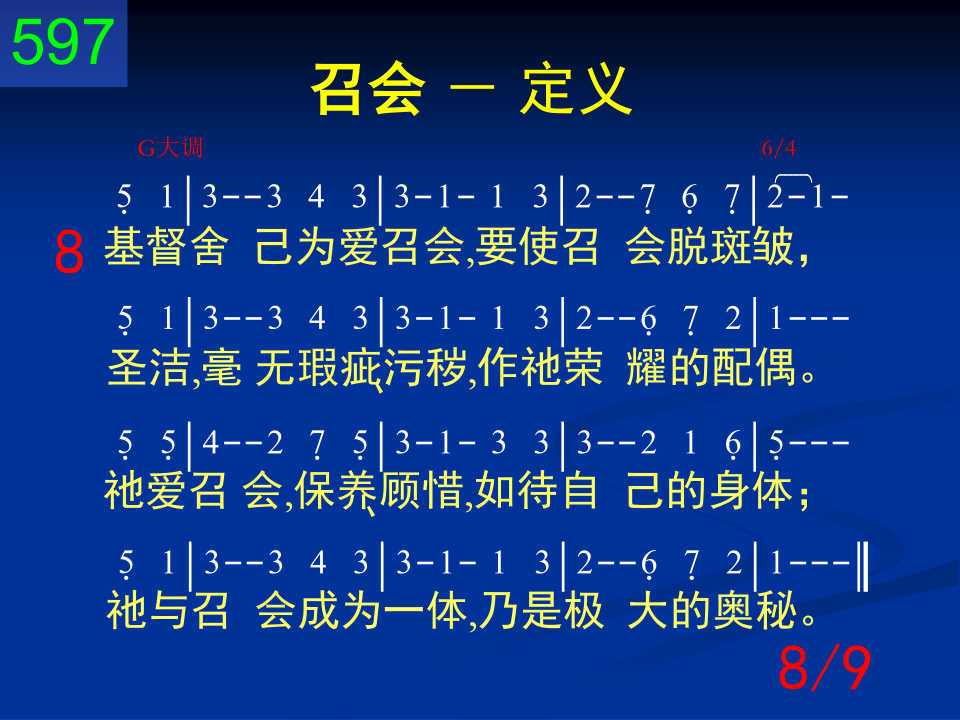 597
召会 － 定义
G大调 6/4
5̣ 1|3--3 4 3|3-1- 1 3|2--7̣ 6̣ 7̣|2-1-
8
基督舍 己为爱召会,要使召 会脱斑皱，
5̣ 1|3--3 4 3|3-1- 1 3|2--6̣ 7̣ 2|1---
圣洁,毫 无瑕疵、污秽,作祂荣 耀的配偶。
5̣ 5̣|4--2 7̣ 5̣|3-1- 3 3|3--2 1 6̣|5̣---
祂爱召 会,保养、顾惜,如待自 己的身体；
5̣ 1|3--3 4 3|3-1- 1 3|2--6̣ 7̣ 2|1---‖
祂与召 会成为一体,乃是极 大的奥秘。
8/9